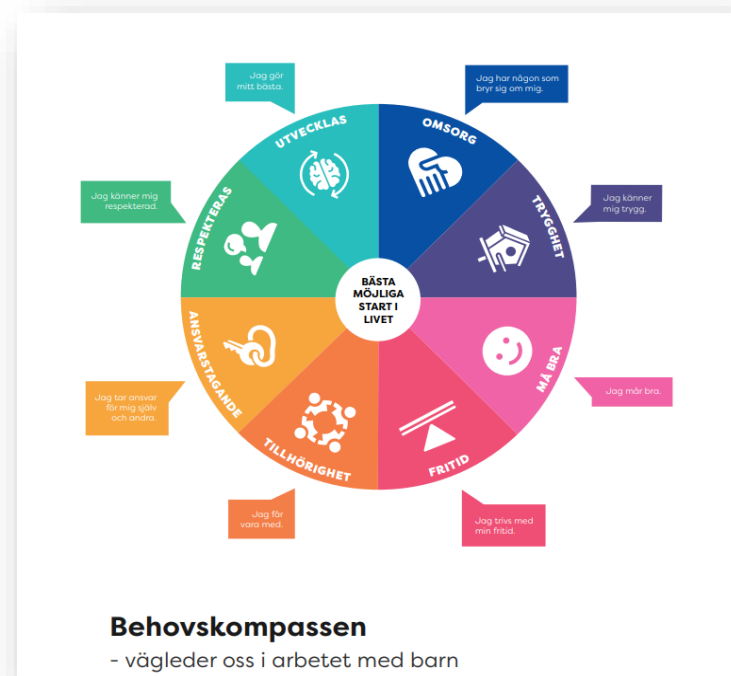 Jag gör
mitt bästa.
Jag har någon som
bryr sig om mig.
UTVECKLAS
OMSORG
Jag känner mig
respekterad.
Jag känner
mig trygg.
RESPEKTERAS
TRYGGHET
BÄSTA
MÖJLIGA
START I
LIVET
ANSVARSTAGANDE
MÅ BRA
Jag tar ansvar
för mig själv
och andra.
Jag mår bra.
TILLHÖRIGHET
FRITID
Jag får
vara med.
Jag trivs med
min fritid.
Behovskompassen
- vägleder oss i arbetet med barn